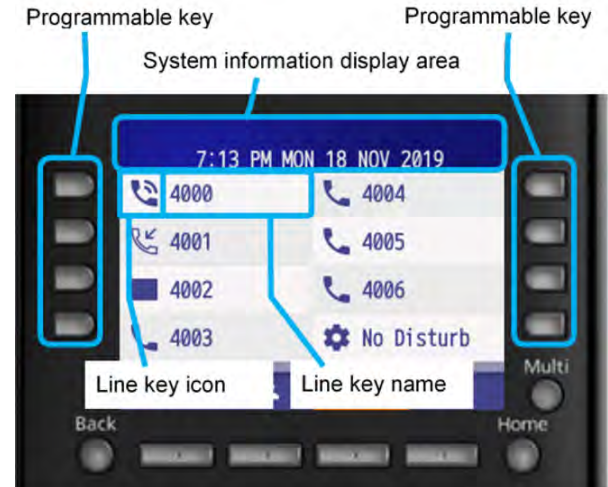 Programmable key
Programmable key
System information display area
7:13 PM MON 18 NOV 2019
4000
4004
4001
4005
4002
4006
4003
No Disturb
Line key icon
Line key name
Multi
Back
Home